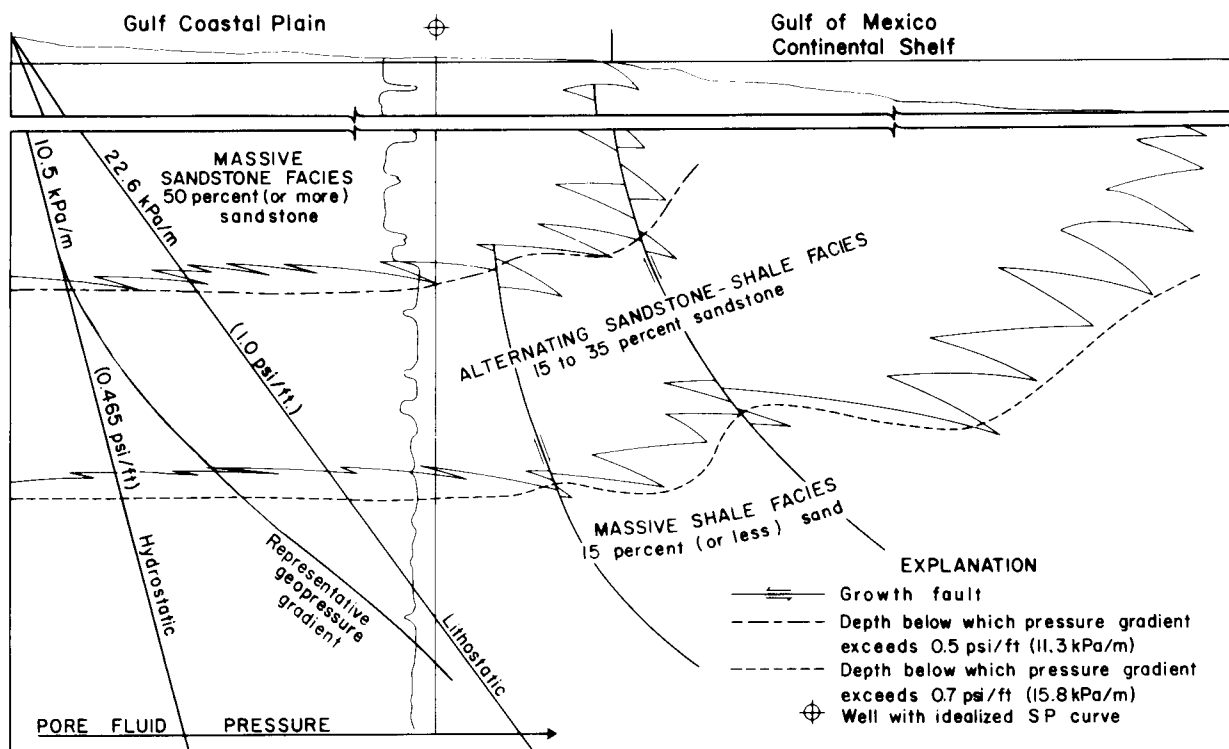 Gulf Coastal Plain
Gulf of Mexico
Continental Shelf
10.5 kPa/m
22.6 kPa/m
MASSIVE
SANDSTONE FACIES
50 percent (or more)
sandstone
ALTERNATING SANDSTONE-SHALE FACIES
15 to 35 percent sandstone
(0.465 psi/ft)
(1.0 psi/ft.)
MASSIVE SHALE FACIES
15 percent (or less) sand
Hydrostatic
Representative
geopressure
gradient
Lithostatic
PORE FLUID PRESSURE
EXPLANATION
Growth fault
Depth below which pressure gradient
exceeds 0.5 psi/ft (11.3 kPa/m)
Depth below which pressure gradient
exceeds 0.7 psi/ft (15.8 kPa/m)
Well with idealized SP curve